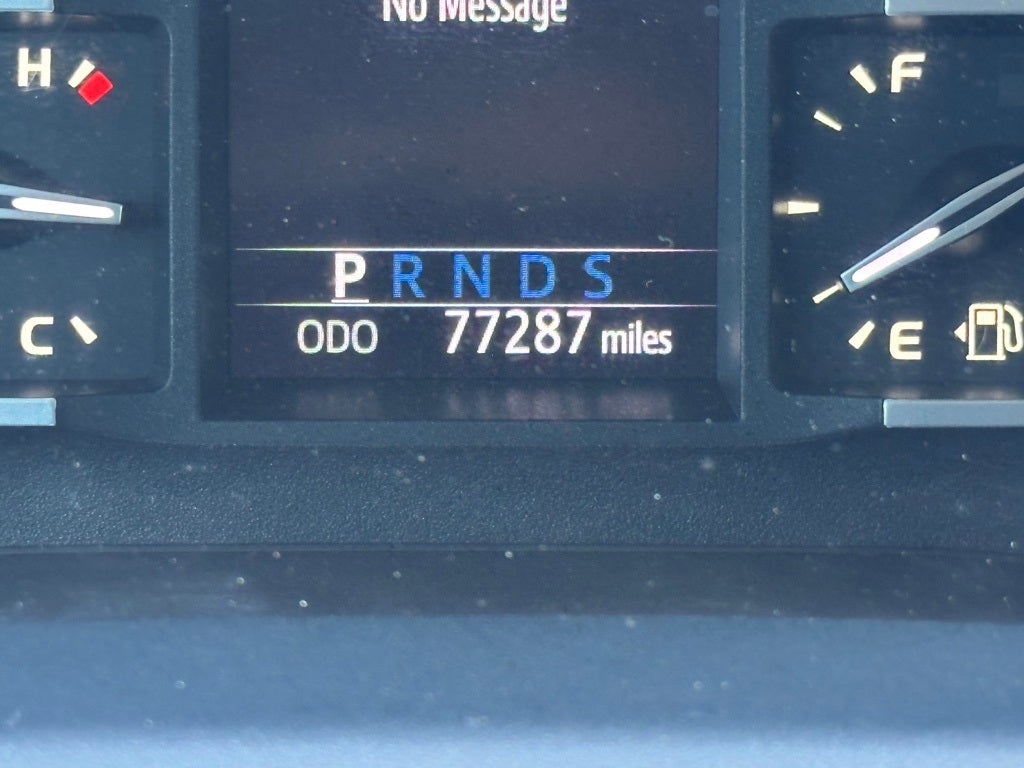 No Message
H
F
P R N D S
C
ODO 77287 miles
E